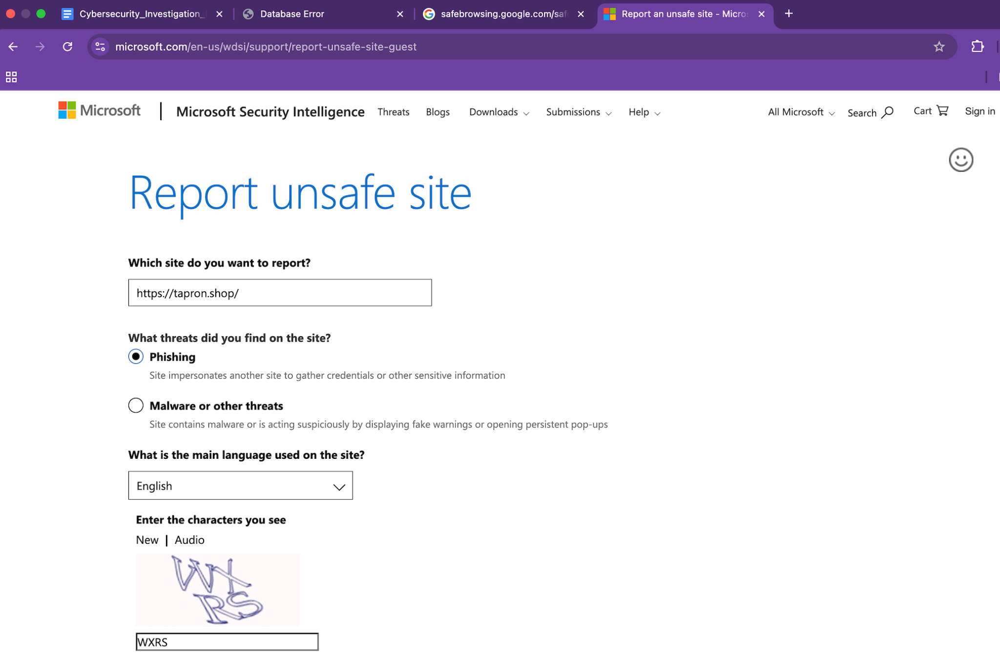 Cybersecurity_Investigation_
Database Error
safebrowsing.google.com/saf
Report an unsafe site - Micros
microsoft.com/en-us/wdsi/support/report-unsafe-site-guest
Microsoft
Microsoft Security Intelligence
Threats
Blogs
Downloads
Submissions
Help
All Microsoft
Search
Cart
Sign in
Report unsafe site
Which site do you want to report?
https://tapron.shop/
What threats did you find on the site?
Phishing
Site impersonates another site to gather credentials or other sensitive information
Malware or other threats
Site contains malware or is acting suspiciously by displaying fake warnings or opening persistent pop-ups
What is the main language used on the site?
English
Enter the characters you see
New | Audio
WX
RS
WXRS